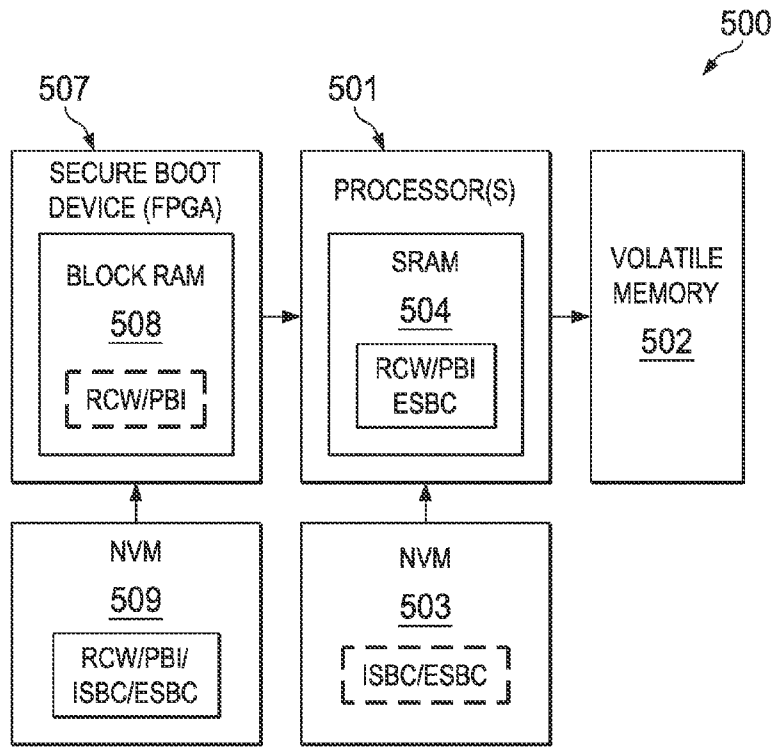 500
507
501
SECURE BOOT
DEVICE (FPGA)
BLOCK RAM
508
RCW/PBI
PROCESSOR(S)
SRAM
504
RCW/PBI
ESBC
VOLATILE
MEMORY
502
NVM
509
RCW/PBI/
ISBC/ESBC
NVM
503
ISBC/ESBC